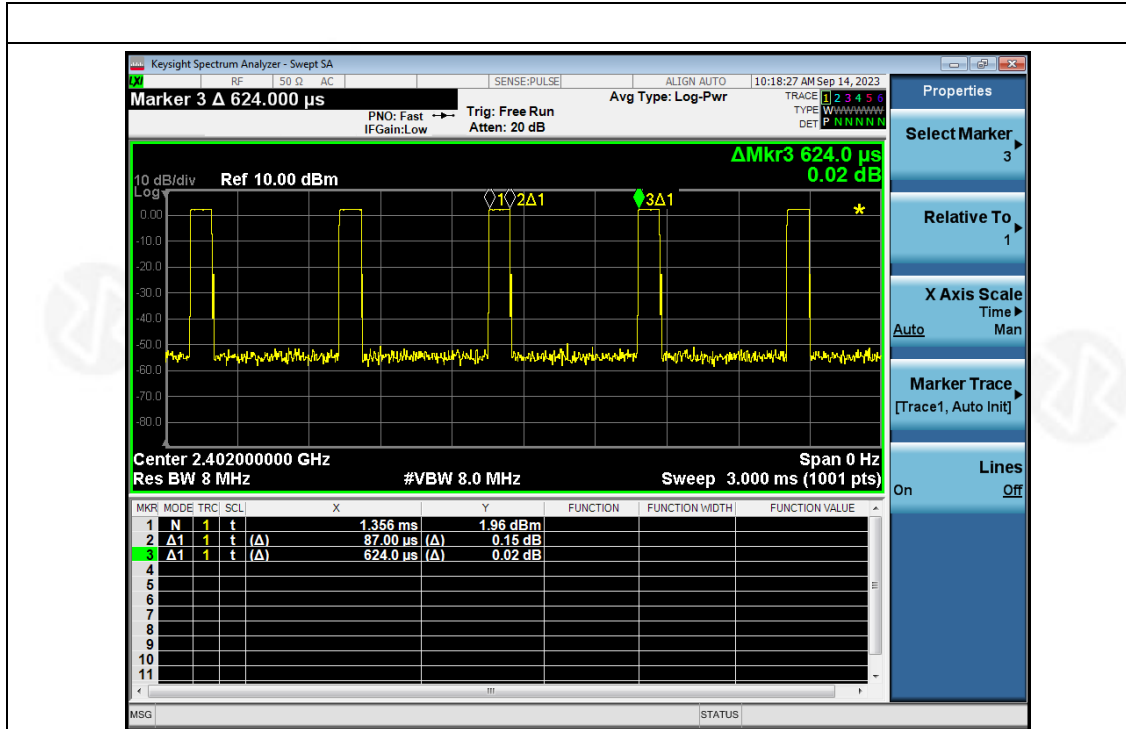 Keysight Spectrum Analyzer - Swept SA
LXI RF 50 Ω AC SENSE:PULSE ALIGN AUTO 10:18:27 AM Sep 14, 2023
Marker 3 Δ 624.000 µs
PNO: Fast
IFGain:Low
Trig: Free Run
Atten: 20 dB
Avg Type: Log-Pwr
TRACE 1 2 3 4 5 6
TYPE WWWWWW
DET P N N N N N
ΔMkr3 624.0 µs
0.02 dB
10 dB/div Ref 10.00 dBm
Log
1 2Δ1 3Δ1
*
0.00
-10.0
-20.0
-30.0
-40.0
-50.0
-60.0
-70.0
-80.0
Center 2.402000000 GHz Span 0 Hz
Res BW 8 MHz #VBW 8.0 MHz Sweep 3.000 ms (1001 pts)
MKR MODE TRC SCL X Y FUNCTION FUNCTION WIDTH FUNCTION VALUE
1 N 1 t 1.356 ms 1.96 dBm
2 Δ1 1 t (Δ) 87.00 µs (Δ) 0.15 dB
3 Δ1 1 t (Δ) 624.0 µs (Δ) 0.02 dB
4
5
6
7
8
9
10
11
MSG STATUS
Properties
Select Marker
3
Relative To
1
X Axis Scale
Time
Auto Man
Marker Trace
[Trace1, Auto Init]
Lines
On Off